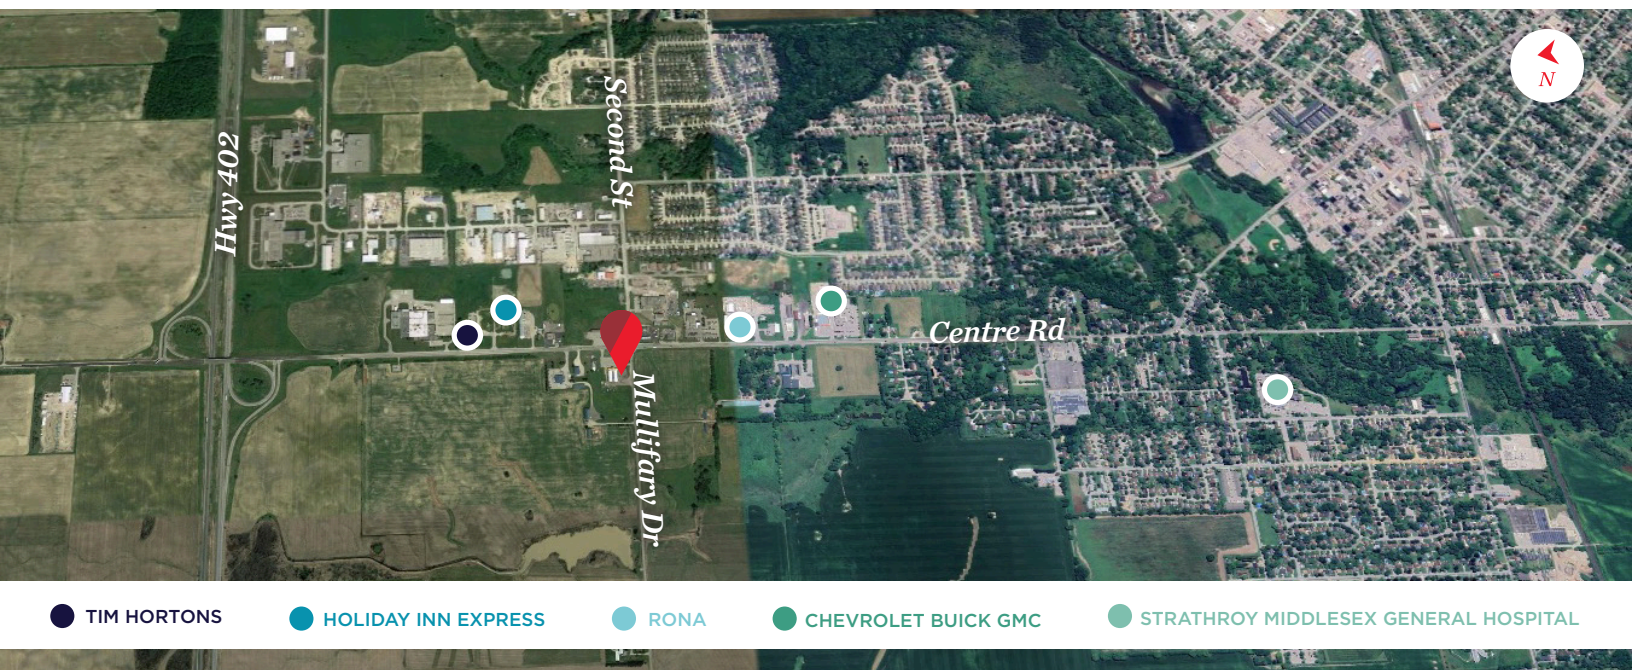 N
Second St
Hwy 402
Centre Rd
Mullifary Dr
TIM HORTONS
HOLIDAY INN EXPRESS
RONA
CHEVROLET BUICK GMC
STRATHROY MIDDLESEX GENERAL HOSPITAL